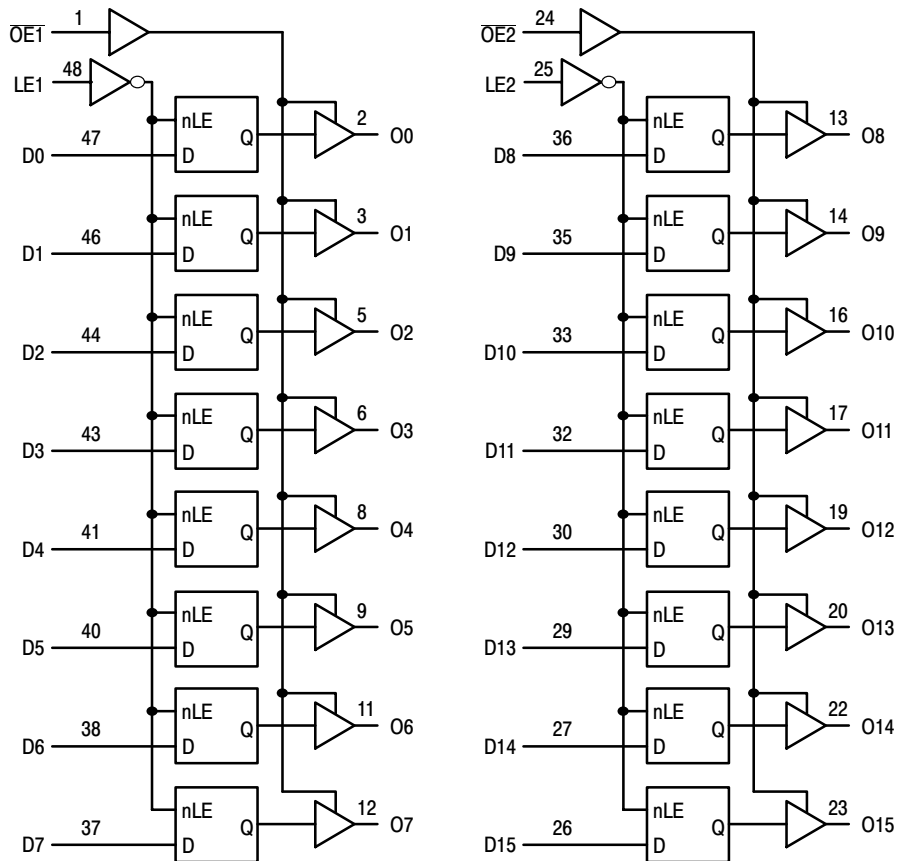 OE1 1 OE2 24
LE1 48 LE2 25
nLE Q 2 O0 nLE Q 13 O8
D0 47 D D8 36 D
nLE Q 3 O1 nLE Q 14 O9
D1 46 D D9 35 D
nLE Q 5 O2 nLE Q 16 O10
D2 44 D D10 33 D
nLE Q 6 O3 nLE Q 17 O11
D3 43 D D11 32 D
nLE Q 8 O4 nLE Q 19 O12
D4 41 D D12 30 D
nLE Q 9 O5 nLE Q 20 O13
D5 40 D D13 29 D
nLE Q 11 O6 nLE Q 22 O14
D6 38 D D14 27 D
nLE Q 12 O7 nLE Q 23 O15
D7 37 D D15 26 D